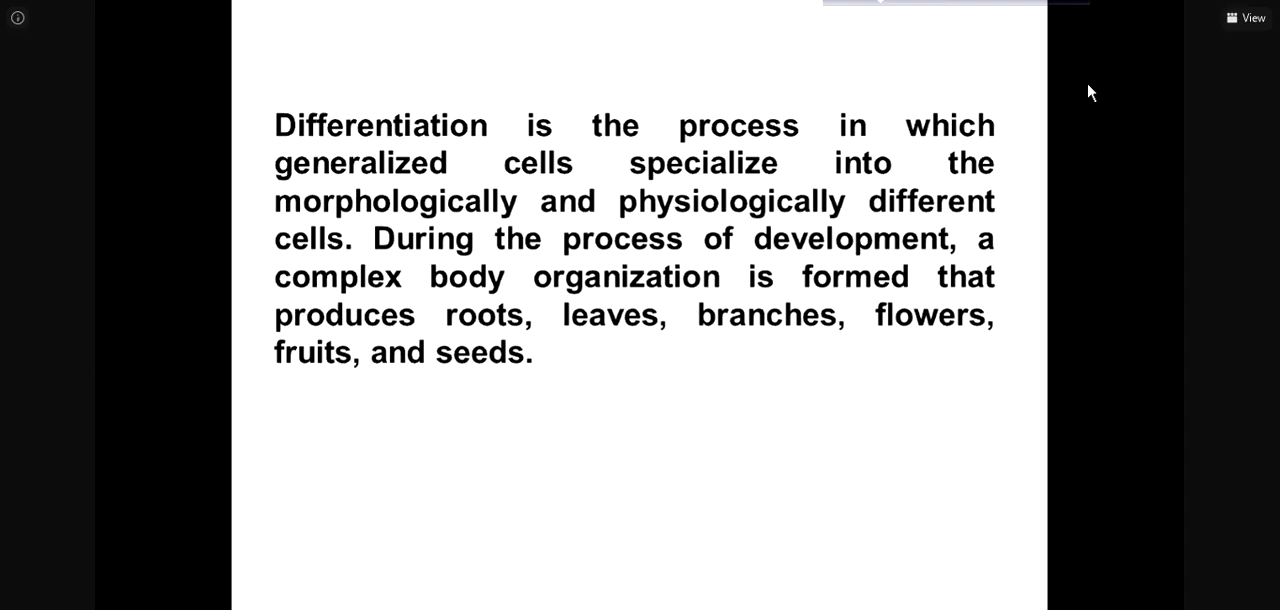 View
Differentiation is the process in which
generalized cells specialize into the
morphologically and physiologically different
cells. During the process of development, a
complex body organization is formed that
produces roots, leaves, branches, flowers,
fruits, and seeds.